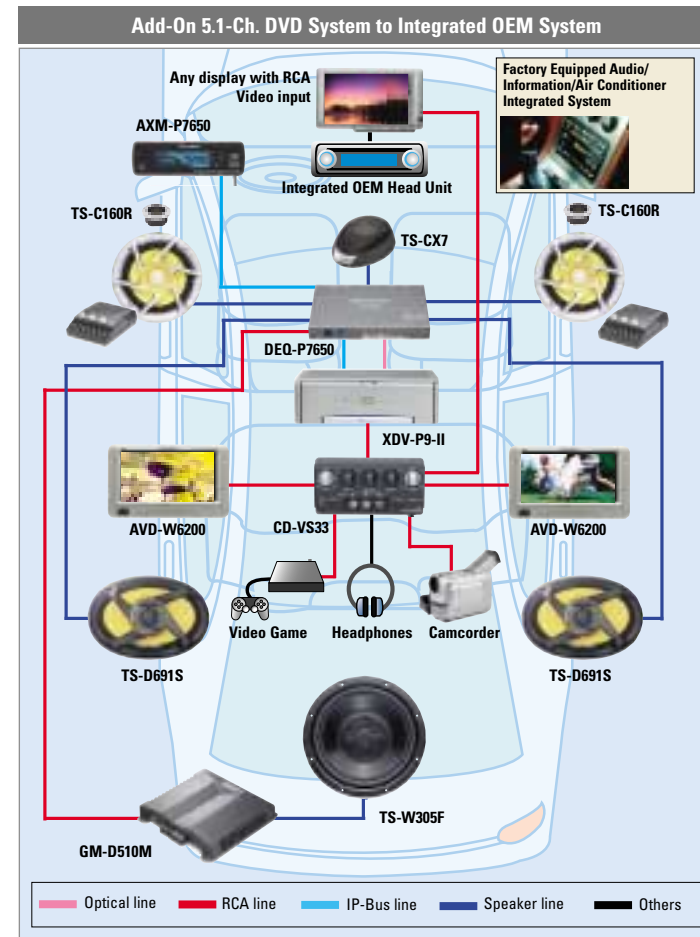 Add-On 5.1-Ch. DVD System to Integrated OEM System
Any display with RCA
Video input
Factory Equipped Audio/
Information/Air Conditioner
Integrated System
AXM-P7650
Integrated OEM Head Unit
TS-C160R
TS-C160R
TS-CX7
DEQ-P7650
XDV-P9-II
AVD-W6200
CD-VS33
AVD-W6200
Video Game
Headphones
Camcorder
TS-D691S
TS-D691S
TS-W305F
GM-D510M
Optical line
RCA line
IP-Bus line
Speaker line
Others